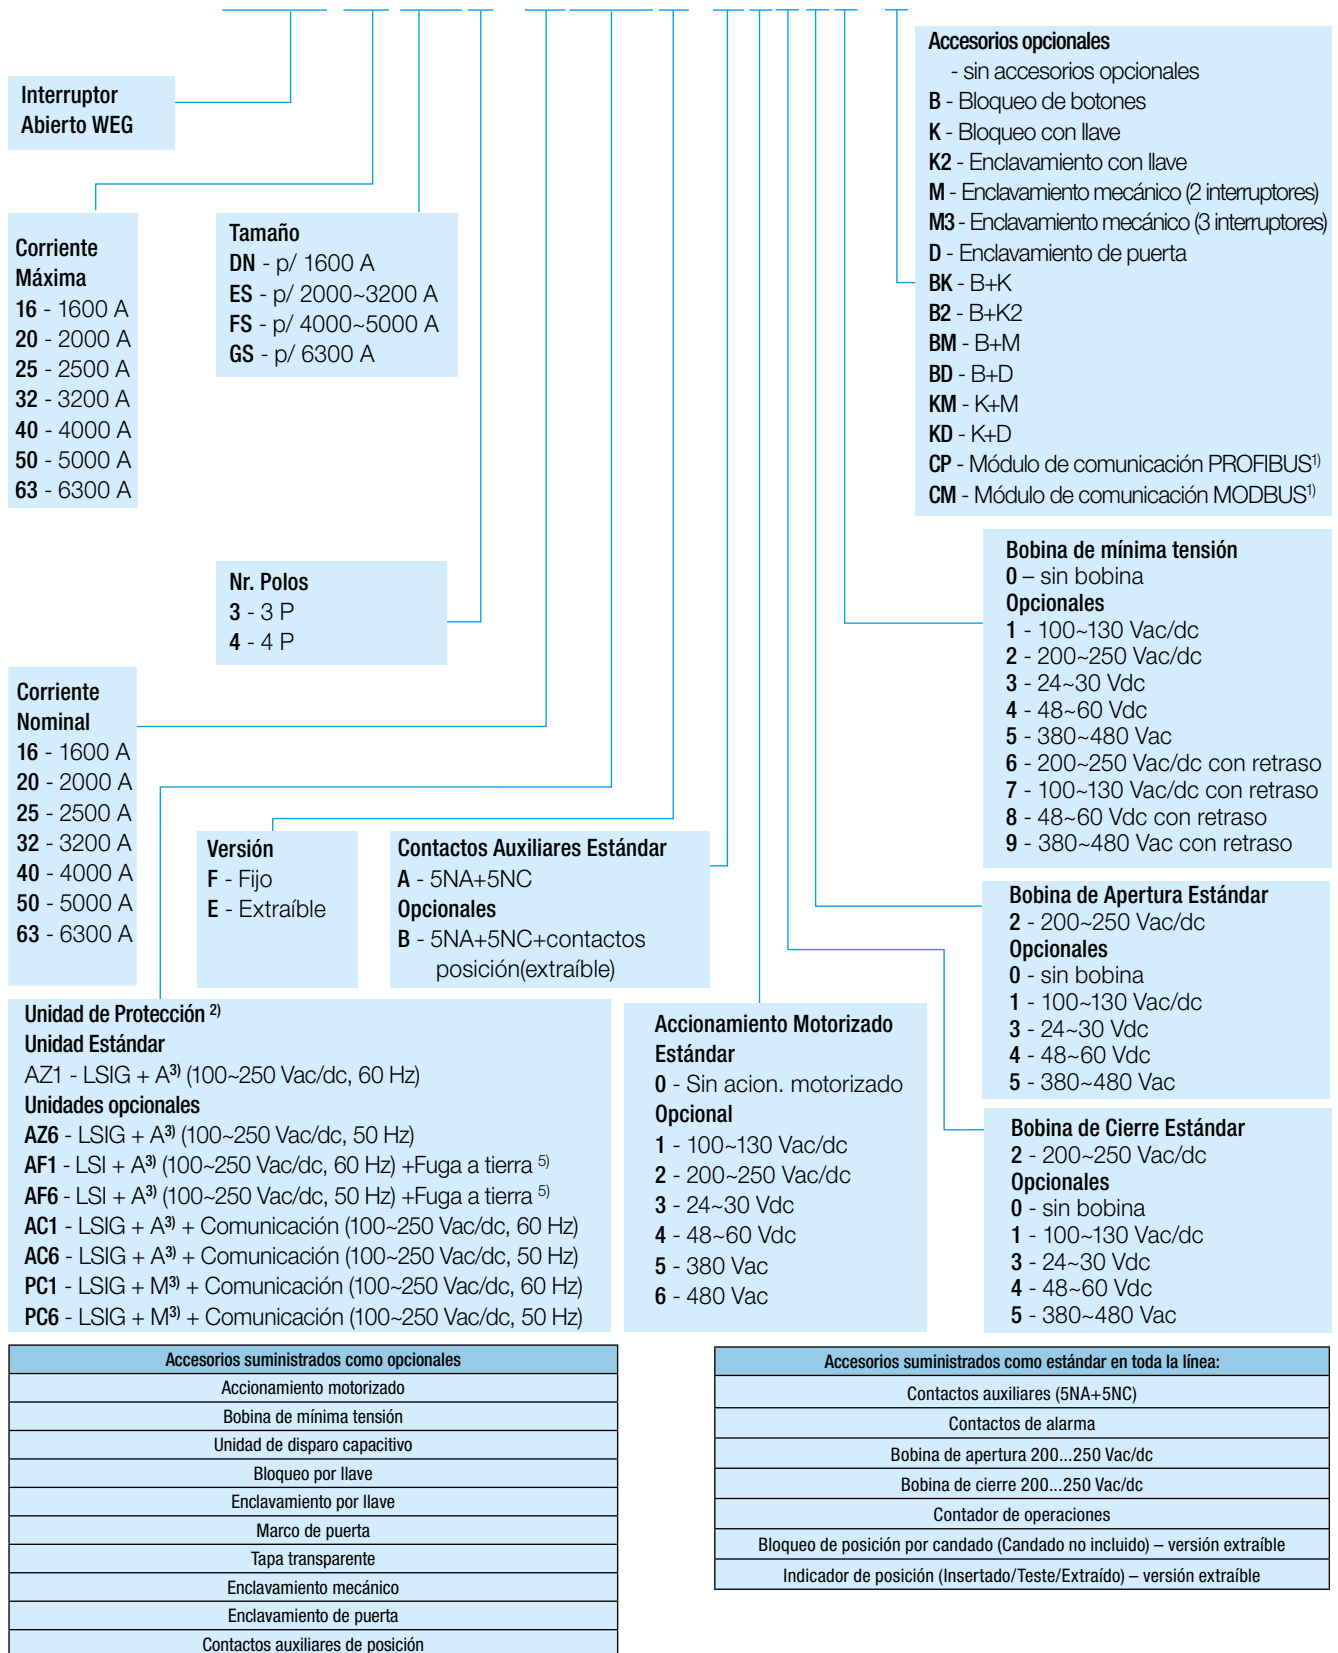 Interruptor
Abierto WEG
Corriente
Máxima
16 - 1600 A
20 - 2000 A
25 - 2500 A
32 - 3200 A
40 - 4000 A
50 - 5000 A
63 - 6300 A
Tamaño
DN - p/ 1600 A
ES - p/ 2000~3200 A
FS - p/ 4000~5000 A
GS - p/ 6300 A
Accesorios opcionales
- sin accesorios opcionales
B - Bloqueo de botones
K - Bloqueo con llave
K2 - Enclavamiento con llave
M - Enclavamiento mecánico (2 interruptores)
M3 - Enclavamiento mecánico (3 interruptores)
D - Enclavamiento de puerta
BK - B+K
B2 - B+K2
BM - B+M
BD - B+D
KM - K+M
KD - K+D
CP - Módulo de comunicación PROFIBUS1)
CM - Módulo de comunicación MODBUS1)
Nr. Polos
3 - 3 P
4 - 4 P
Bobina de mínima tensión
0 – sin bobina
Opcionales
1 - 100~130 Vac/dc
2 - 200~250 Vac/dc
3 - 24~30 Vdc
4 - 48~60 Vdc
5 - 380~480 Vac
6 - 200~250 Vac/dc con retraso
7 - 100~130 Vac/dc con retraso
8 - 48~60 Vdc con retraso
9 - 380~480 Vac con retraso
Corriente
Nominal
16 - 1600 A
20 - 2000 A
25 - 2500 A
32 - 3200 A
40 - 4000 A
50 - 5000 A
63 - 6300 A
Versión
F - Fijo
E - Extraíble
Contactos Auxiliares Estándar
A - 5NA+5NC
Opcionales
B - 5NA+5NC+contactos
posición(extraíble)
Bobina de Apertura Estándar
2 - 200~250 Vac/dc
Opcionales
0 - sin bobina
1 - 100~130 Vac/dc
3 - 24~30 Vdc
4 - 48~60 Vdc
5 - 380~480 Vac
Unidad de Protección 2)
Unidad Estándar
AZ1 - LSIG + A3) (100~250 Vac/dc, 60 Hz)
Unidades opcionales
AZ6 - LSIG + A3) (100~250 Vac/dc, 50 Hz)
AF1 - LSI + A3) (100~250 Vac/dc, 60 Hz) +Fuga a tierra 5)
AF6 - LSI + A3) (100~250 Vac/dc, 50 Hz) +Fuga a tierra 5)
AC1 - LSIG + A3) + Comunicación (100~250 Vac/dc, 60 Hz)
AC6 - LSIG + A3) + Comunicación (100~250 Vac/dc, 50 Hz)
PC1 - LSIG + M3) + Comunicación (100~250 Vac/dc, 60 Hz)
PC6 - LSIG + M3) + Comunicación (100~250 Vac/dc, 50 Hz)
Accionamiento Motorizado
Estándar
0 - Sin acion. motorizado
Opcional
1 - 100~130 Vac/dc
2 - 200~250 Vac/dc
3 - 24~30 Vdc
4 - 48~60 Vdc
5 - 380 Vac
6 - 480 Vac
Bobina de Cierre Estándar
2 - 200~250 Vac/dc
Opcionales
0 - sin bobina
1 - 100~130 Vac/dc
3 - 24~30 Vdc
4 - 48~60 Vdc
5 - 380~480 Vac
Accesorios suministrados como opcionales
Accionamiento motorizado
Bobina de mínima tensión
Unidad de disparo capacitivo
Bloqueo por llave
Enclavamiento por llave
Marco de puerta
Tapa transparente
Enclavamiento mecánico
Enclavamiento de puerta
Contactos auxiliares de posición
Accesorios suministrados como estándar en toda la línea:
Contactos auxiliares (5NA+5NC)
Contactos de alarma
Bobina de apertura 200...250 Vac/dc
Bobina de cierre 200...250 Vac/dc
Contador de operaciones
Bloqueo de posición por candado (Candado no incluido) – versión extraíble
Indicador de posición (Insertado/Teste/Extraído) – versión extraíble